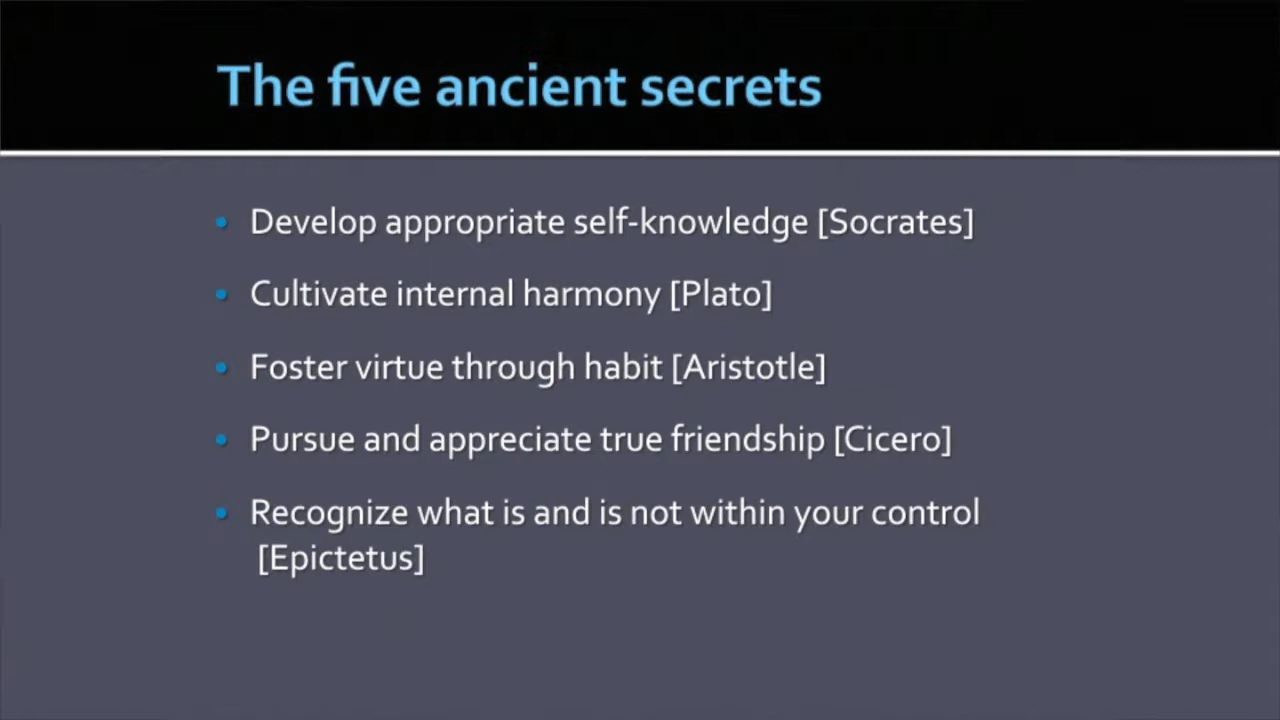 The five ancient secrets
• Develop appropriate self-knowledge [Socrates]
• Cultivate internal harmony [Plato]
• Foster virtue through habit [Aristotle]
• Pursue and appreciate true friendship [Cicero]
• Recognize what is and is not within your control
[Epictetus]